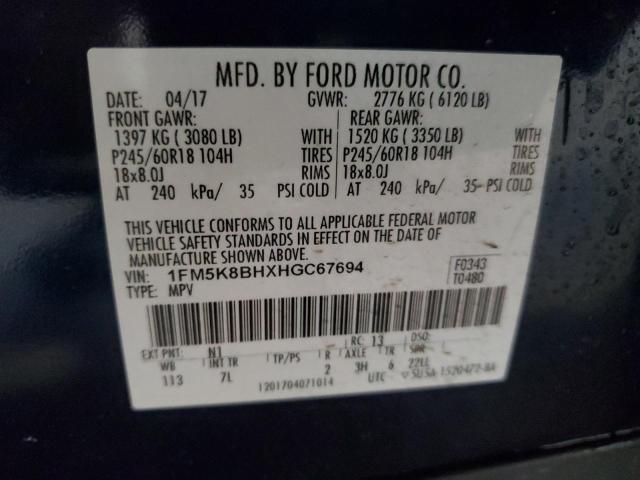 MFD. BY FORD MOTOR CO.
DATE: 04/17 GVWR: 2776 KG ( 6120 LB)
FRONT GAWR: REAR GAWR:
1397 KG ( 3080 LB) WITH 1520 KG ( 3350 LB) WITH
P245/60R18 104H TIRES P245/60R18 104H TIRES
18x8.0J RIMS 18x8.0J RIMS
AT 240 kPa/ 35 PSI COLD AT 240 kPa/ 35 PSI COLD
THIS VEHICLE CONFORMS TO ALL APPLICABLE FEDERAL MOTOR
VEHICLE SAFETY STANDARDS IN EFFECT ON THE DATE OF
MANUFACTURE SHOWN ABOVE.
VIN: 1FM5K8BHXHGC67694 F0343
TYPE: MPV T0480
EXT PNT: N1 RC: 13 DSO:
WB INT TR TP/PS R AXLE TR SPR
113 7L 2 3H 6 22LL
1201704071014 UTC